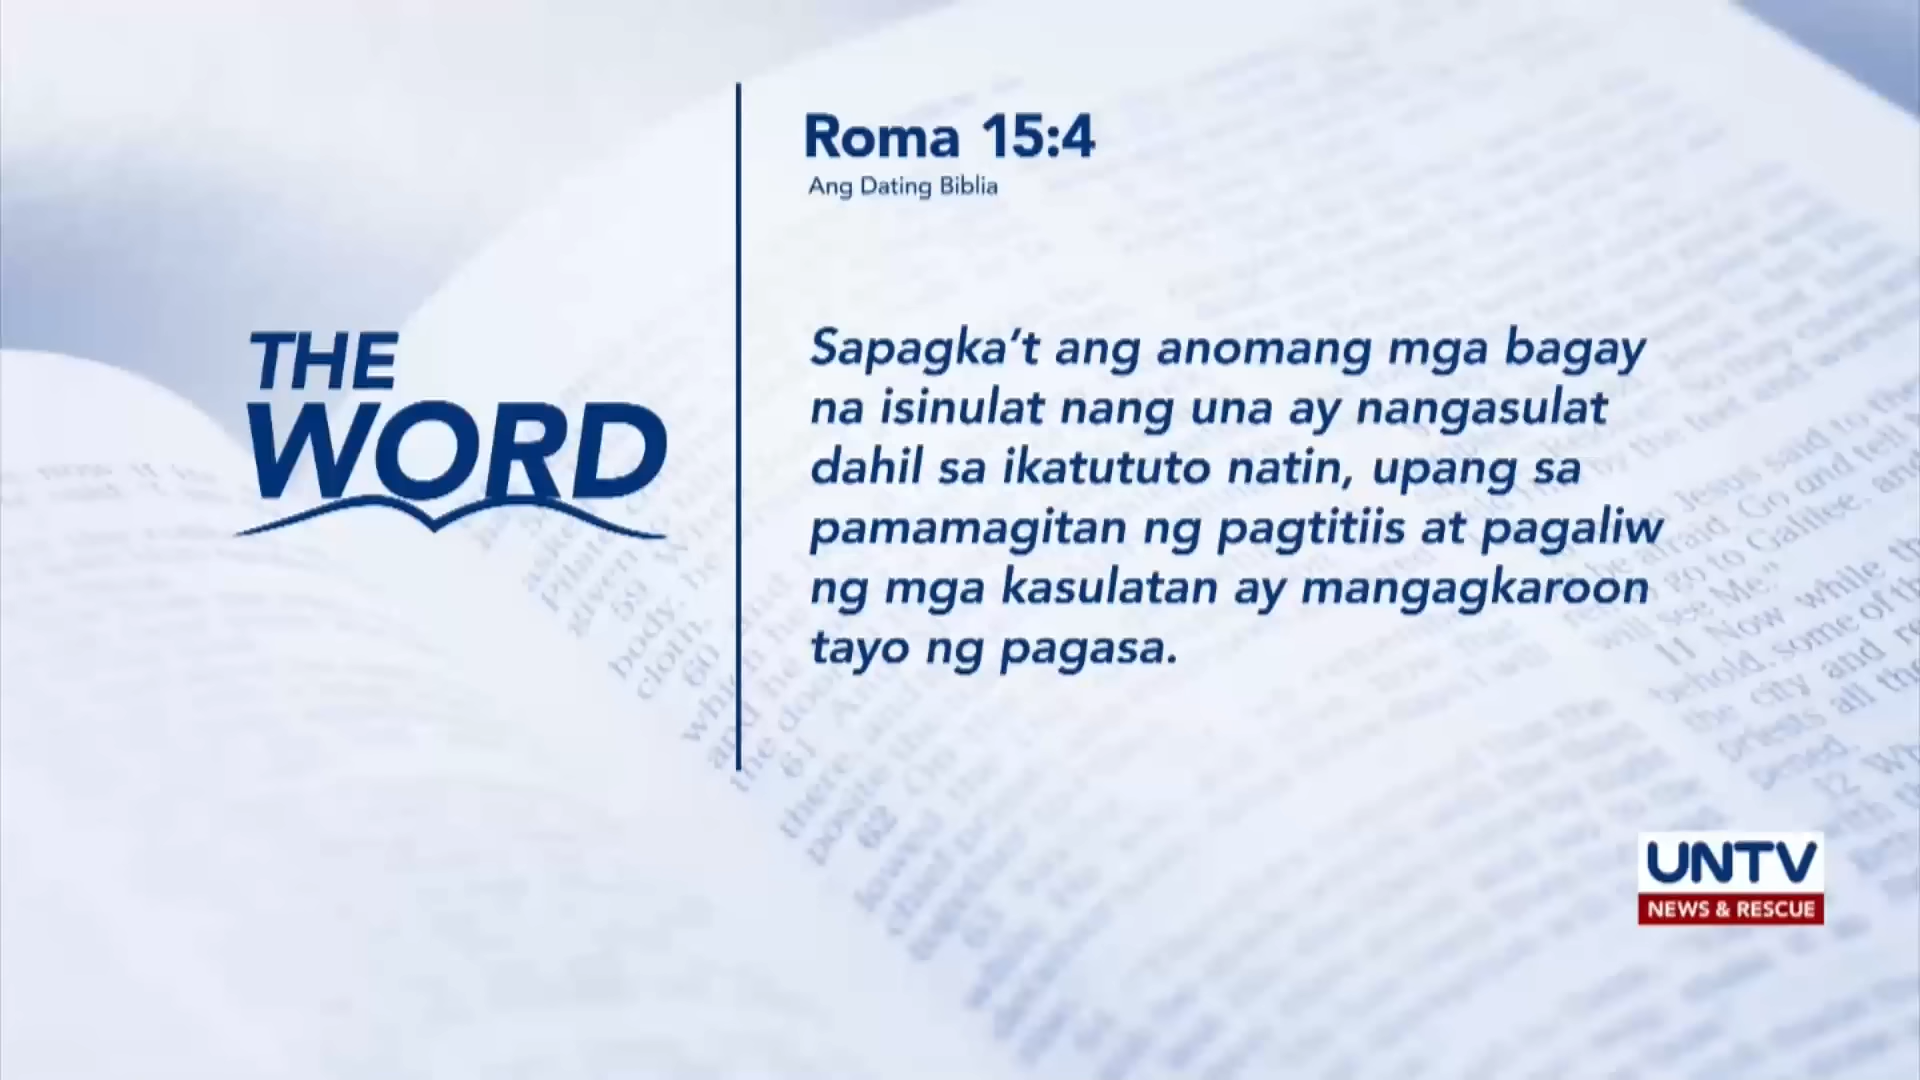 THE
WORD
Roma 15:4
Ang Dating Biblia
Sapagka’t ang anomang mga bagay
na isinulat nang una ay nangasulat
dahil sa ikatututo natin, upang sa
pamamagitan ng pagtitiis at pagaliw
ng mga kasulatan ay mangagkaroon
tayo ng pagasa.
UNTV
NEWS & RESCUE